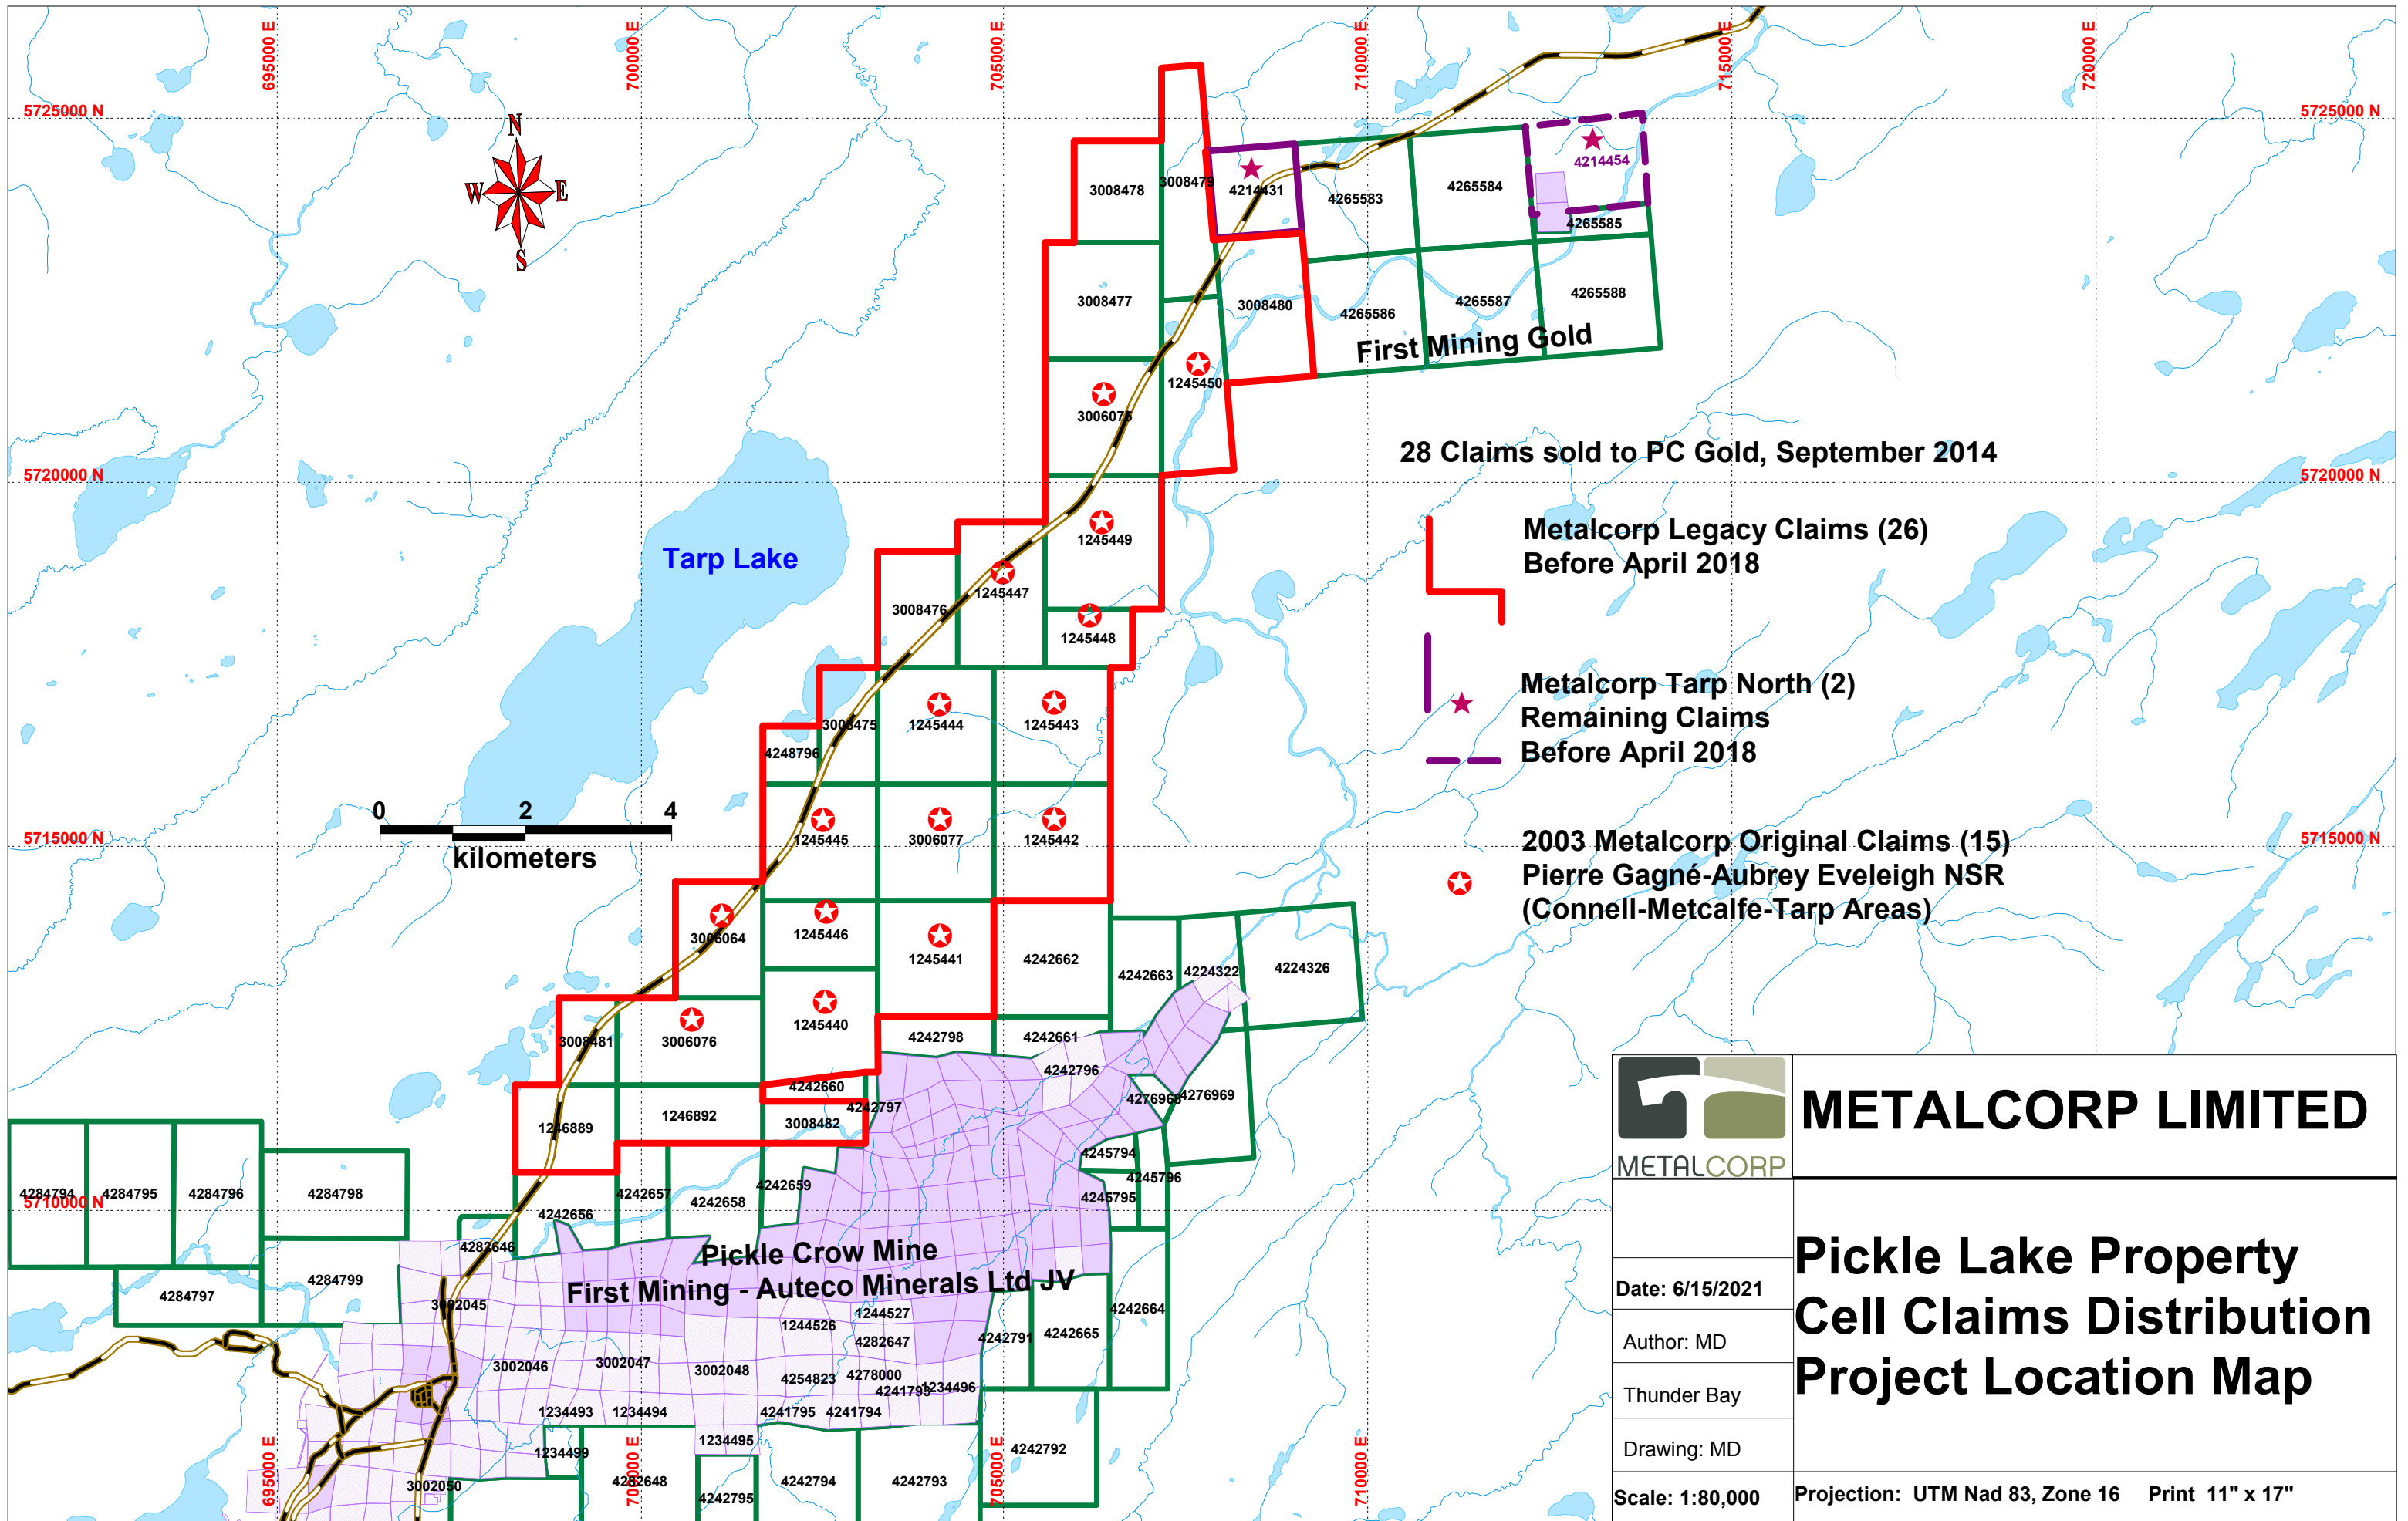 695000 E
700000 E
705000 E
710000 E
715000 E
720000 E
5725000 N
5725000 N
N
W
E
S
3008478
3008479
4214431
4265583
4265584
4214454
4265585
3008477
3008480
4265586
4265587
4265588
First Mining Gold
1245450
28 Claims sold to PC Gold, September 2014
5720000 N
5720000 N
Tarp Lake
1245449
1245447
3008476
1245448
Metalcorp Legacy Claims (26)
Before April 2018
Metalcorp Tarp North (2)
Remaining Claims
Before April 2018
3008475
1245444
1245443
4248796
0 2 4
kilometers
1245445
3006077
1245442
5715000 N
2003 Metalcorp Original Claims (15)
Pierre Gagné-Aubrey Eveleigh NSR
(Connell-Metcalfe-Tarp Areas)
3006064
1245446
1245441
4242662
4242663
4224322
4224326
1245440
3008481
3006076
4242798
4242661
4242796
4242660
4242797
4276968
4276969
1246889
1246892
3008482
4245794
4245796
4245795
4284794
4284795
4284796
4284798
5710000 N
4242656
4242657
4242658
4242659
4282646
4284799
4284797
Pickle Crow Mine
First Mining - Auteco Minerals Ltd JV
3002045
1244527
1244526
4282647
4242791
4242665
4242664
3002046
3002047
3002048
4254823
4278000
4241793
1234496
1234493
1234494
4241795
4241794
1234495
1234499
4282648
4242794
4242793
4242792
4242795
3002050
695000 E
700000 E
705000 E
710000 E
METALCORP
METALCORP LIMITED
Pickle Lake Property
Cell Claims Distribution
Project Location Map
Date: 6/15/2021
Author: MD
Thunder Bay
Drawing: MD
Scale: 1:80,000
Projection: UTM Nad 83, Zone 16 Print 11" x 17"